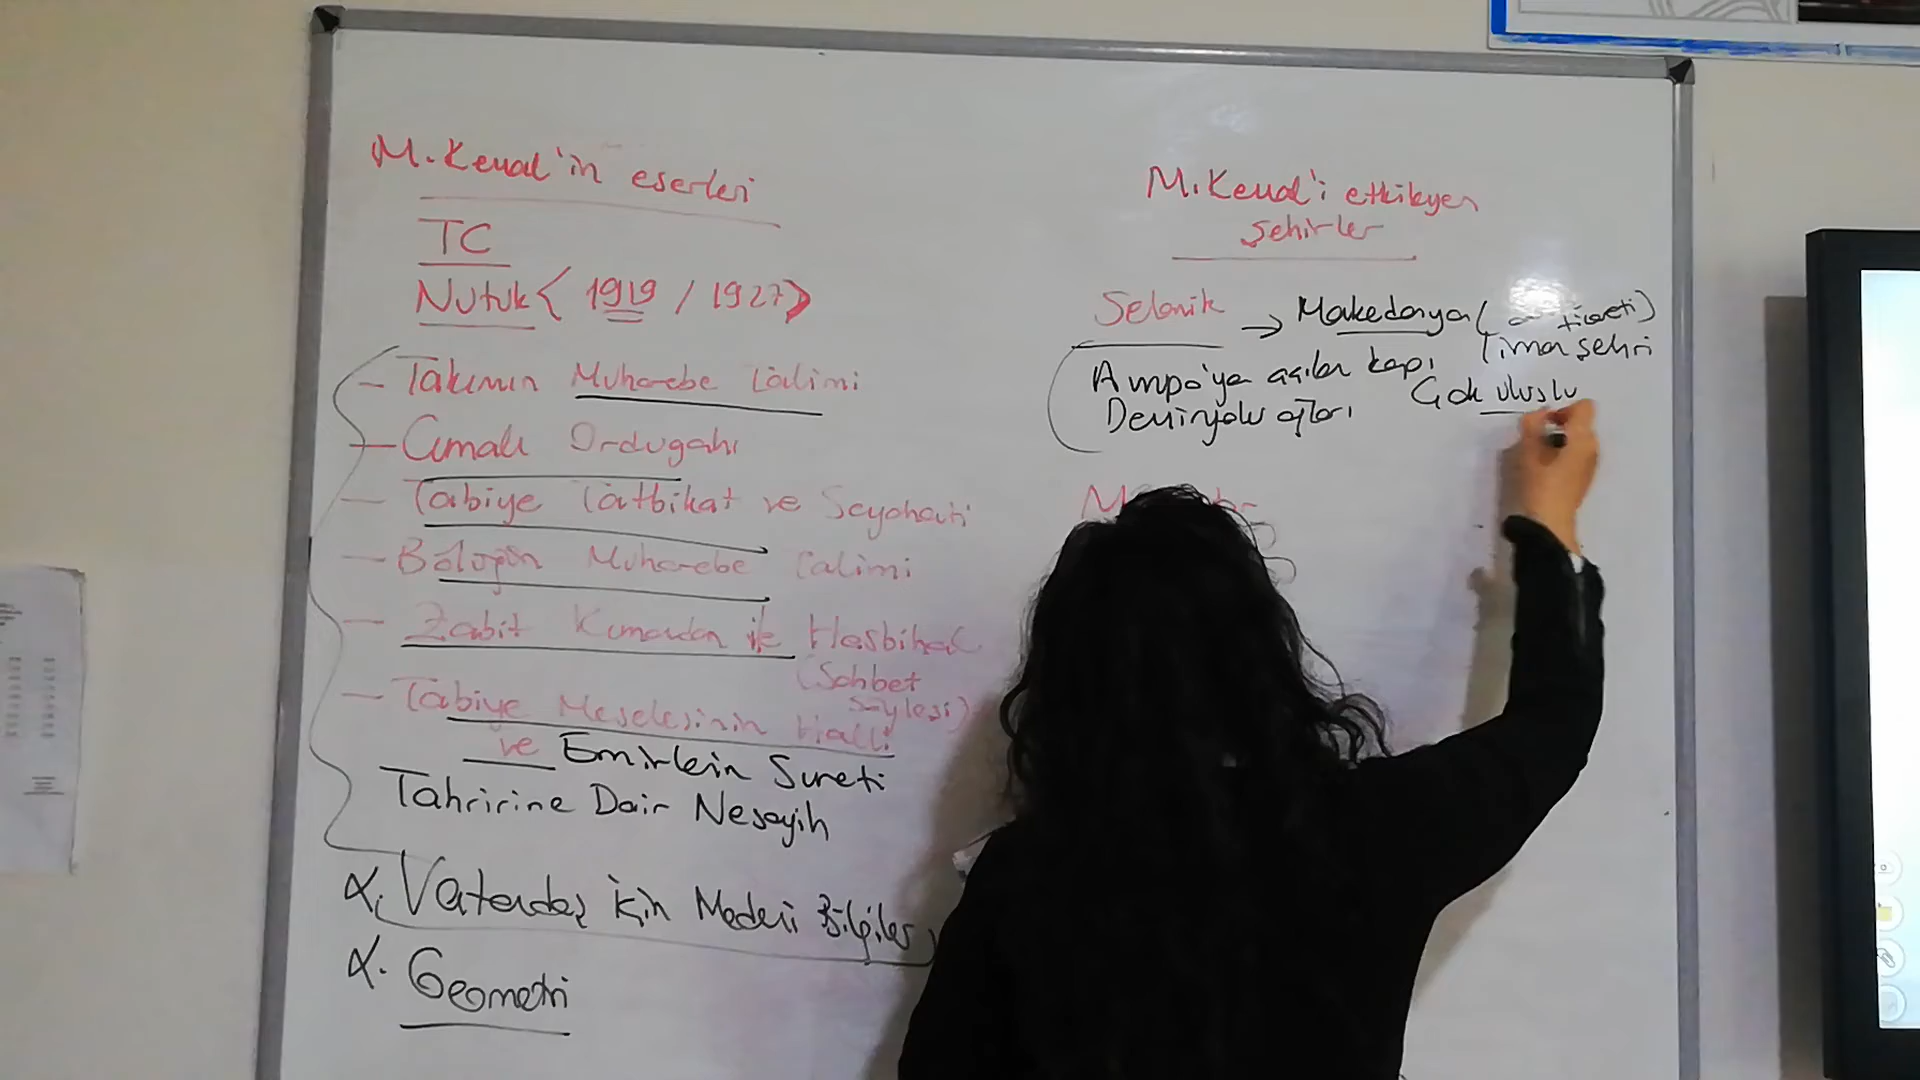 M. Kemal'in eserleri
TC
Nutuk < 1919 / 1927 >
- Takımın Muharebe Talimi
- Cumalı Ordugahı
- Tabiye Tatbikat ve Seyahati
- Bölüğün Muharebe Talimi
- Zabit Kumandan ile Hasbihal
(Sohbet
Söyleşi)
- Tabiye Meselesinin Halli
ve Emirlerin Sureti
Tahririne Dair Nesayih
Vatandaş için Medeni Bilgiler
Geometri
M. Kemal'i etkileyen
şehirler
Selanik → Makedonya ( ticareti)
Liman şehri
Avrupa'ya açılan kapı
Çok uluslu
Demiryolu ağları